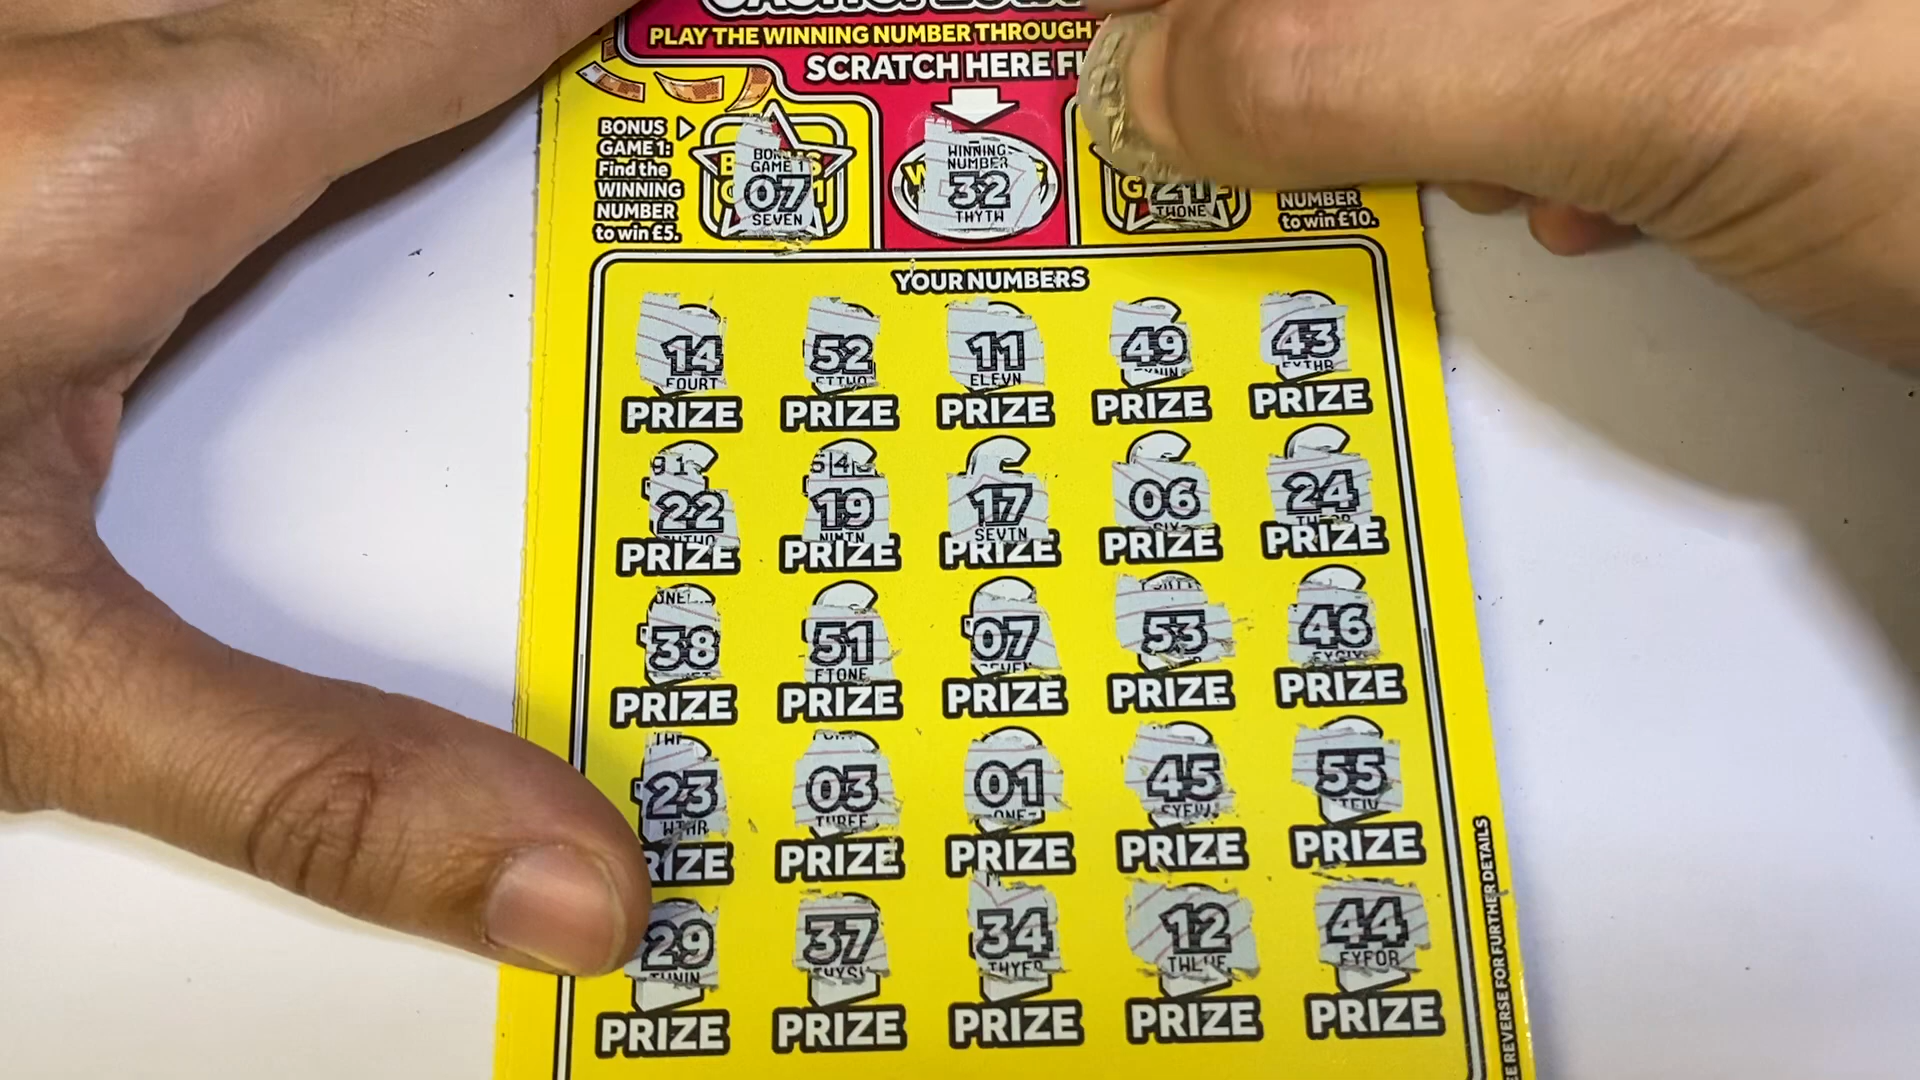 PLAY THE WINNING NUMBER THROUGH
SCRATCH HERE
BONUS
GAME 1:
Find the
WINNING
NUMBER
to win £5.
BONUS
GAME 1
07
SEVEN
WINNING
NUMBER
32
THYTW
21
TWONE
NUMBER
to win £10.
YOUR NUMBERS
14 52 11 49 43
FOURT ELEVN
PRIZE PRIZE PRIZE PRIZE PRIZE
22 19 17 06 24
SEVTN
PRIZE PRIZE PRIZE PRIZE PRIZE
38 51 07 53 46
FTONE
PRIZE PRIZE PRIZE PRIZE PRIZE
23 03 01 45 55
THREE
RIZE PRIZE PRIZE PRIZE PRIZE
29 37 34 12 44
FYFOR
PRIZE PRIZE PRIZE PRIZE PRIZE
REVERSE FOR FURTHER DETAILS